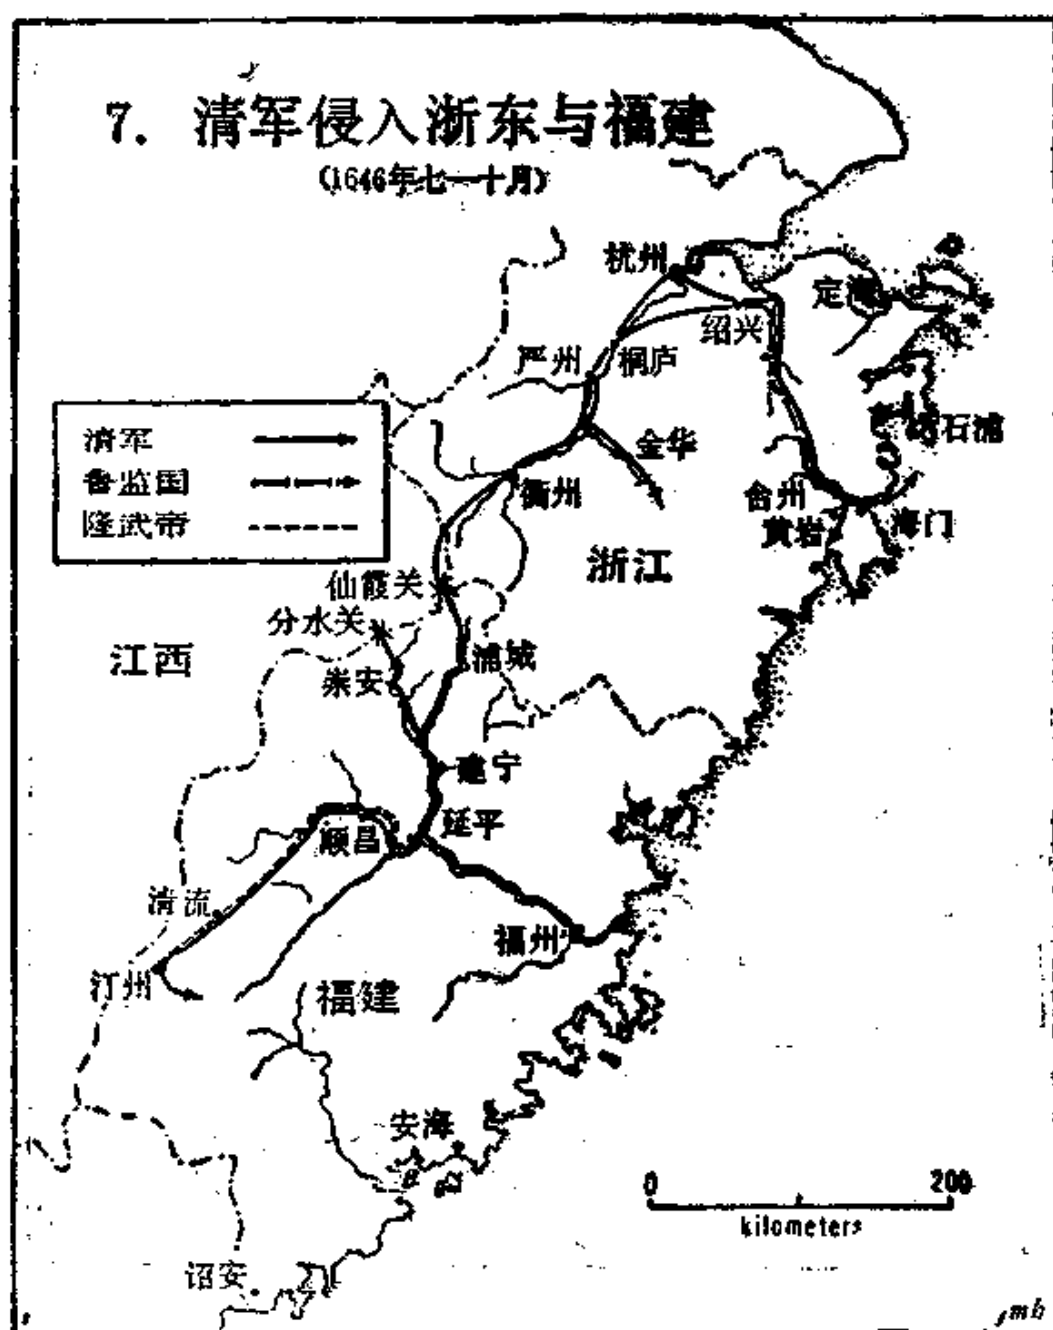 7. 清军侵入浙东与福建
(1646年七一十月)
杭州
定海
绍兴
严州
桐庐
清军
鲁监国
隆武帝
金华
石浦
衢州
台州
黄岩
海门
浙江
仙霞关
分水关
江西
浦城
崇安
建宁
延平
顺昌
清流
福州
汀州
福建
安海
0 200
kilometers
诏安
mb